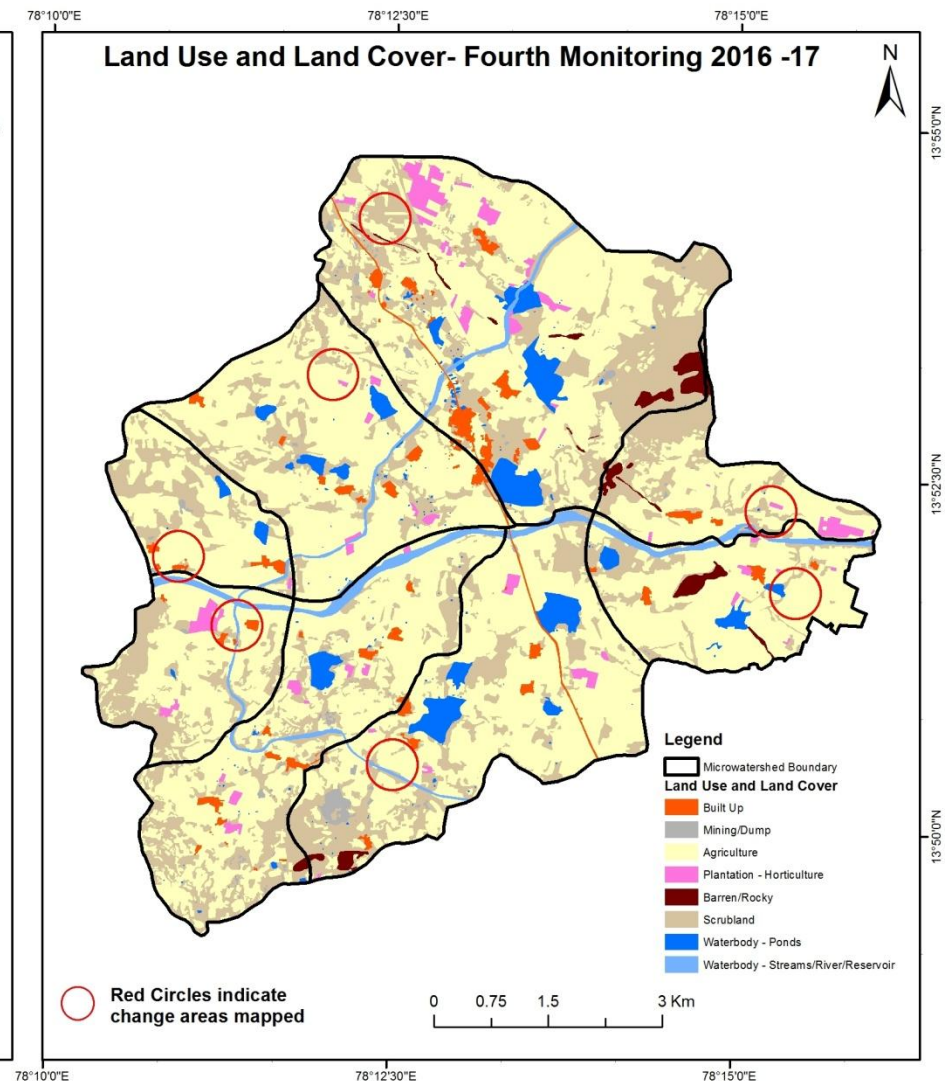 78°10'0"E 78°12'30"E 78°15'0"E
Land Use and Land Cover- Fourth Monitoring 2016 -17
N
13°55'0"N
13°52'30"N
13°50'0"N
Legend
Microwatershed Boundary
Land Use and Land Cover
Built Up
Mining/Dump
Agriculture
Plantation - Horticulture
Barren/Rocky
Scrubland
Waterbody - Ponds
Waterbody - Streams/River/Reservoir
Red Circles indicate
change areas mapped
0 0.75 1.5 3 Km
78°10'0"E 78°12'30"E 78°15'0"E